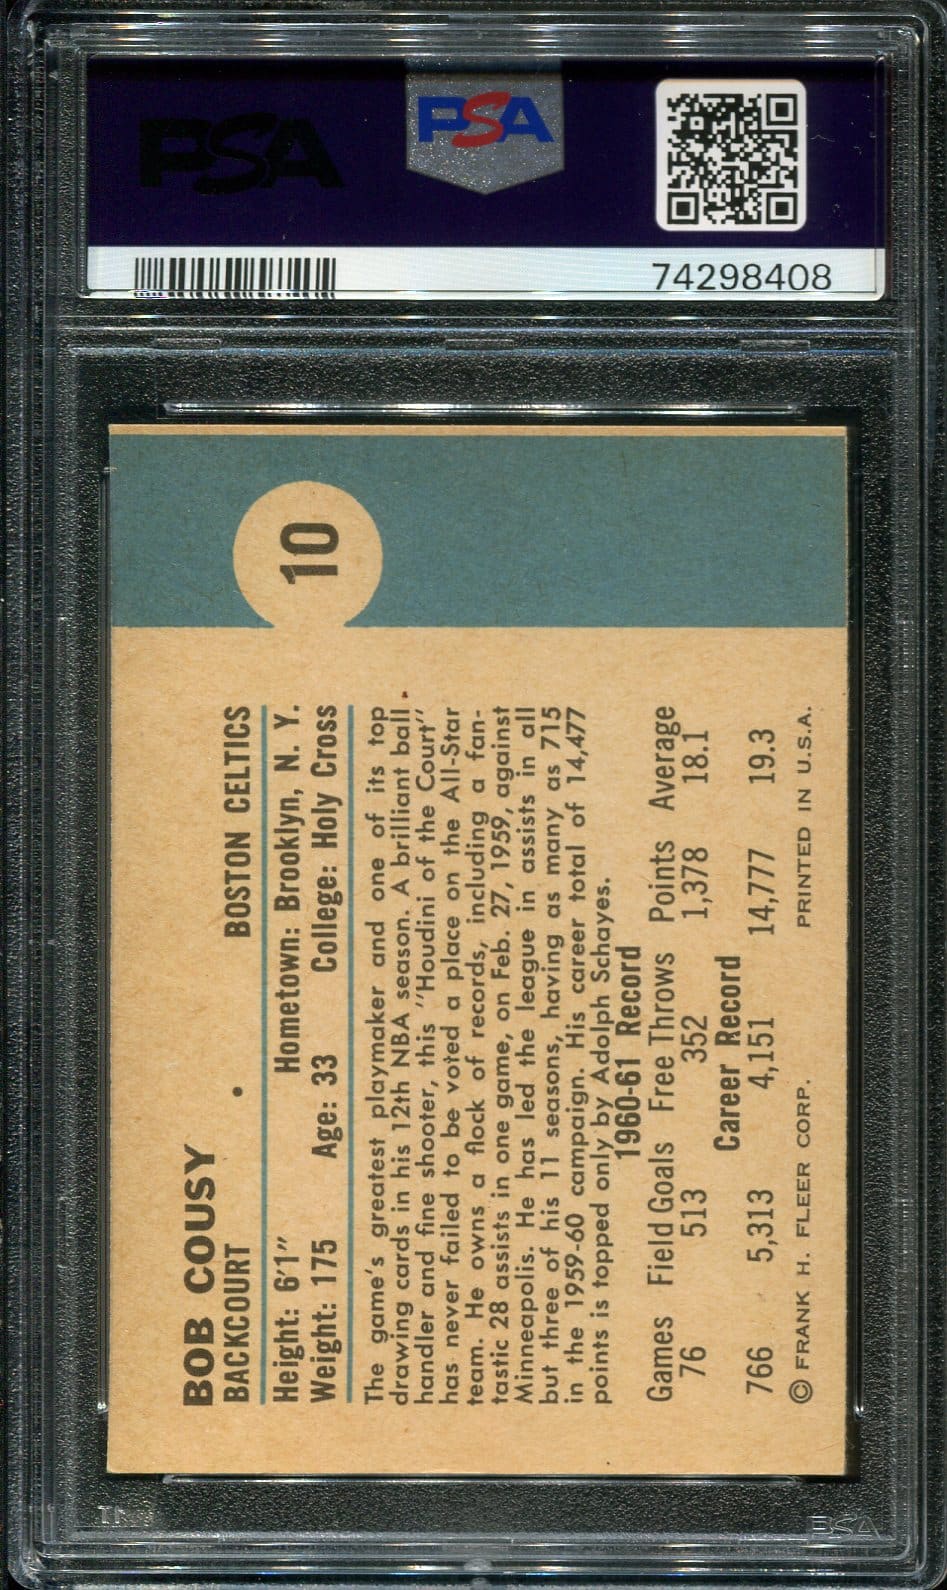 PSA
PSA
74298408
10
BOB COUSY
BACKCOURT BOSTON CELTICS
Height: 6'1" Hometown: Brooklyn, N. Y.
Weight: 175 Age: 33 College: Holy Cross
The game's greatest playmaker and one of its top
drawing cards in his 12th NBA season. A brilliant ball
handler and fine shooter, this "Houdini of the Court"
has never failed to be voted a place on the All-Star
team. He owns a flock of records, including a fan-
tastic 28 assists in one game, on Feb. 27, 1959, against
Minneapolis. He has led the league in assists in all
but three of his 11 seasons, having as many as 715
in the 1959-60 campaign. His career total of 14,477
points is topped only by Adolph Schayes.
1960-61 Record
Games Field Goals Free Throws Points Average
76 513 352 1,378 18.1
Career Record
766 5,313 4,151 14,777 19.3
© FRANK H. FLEER CORP. PRINTED IN U.S.A.
PSA